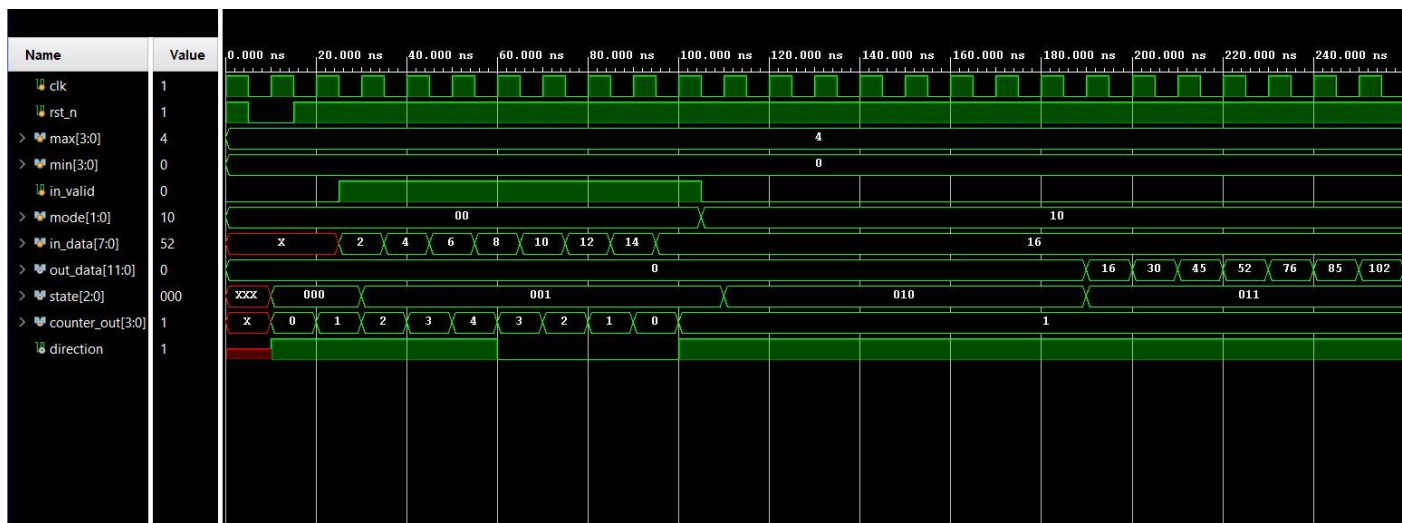 Name Value 0.000 ns 20.000 ns 40.000 ns 60.000 ns 80.000 ns 100.000 ns 120.000 ns 140.000 ns 160.000 ns 180.000 ns 200.000 ns 220.000 ns 240.000 ns
clk 1
rst_n 1
max[3:0] 4 4
min[3:0] 0 0
in_valid 0
mode[1:0] 10 00 10
in_data[7:0] 52 X 2 4 6 8 10 12 14 16
out_data[11:0] 0 0 16 30 45 52 76 85 102
state[2:0] 000 XXX 000 001 010 011
counter_out[3:0] 1 X 0 1 2 3 4 3 2 1 0 1
direction 1